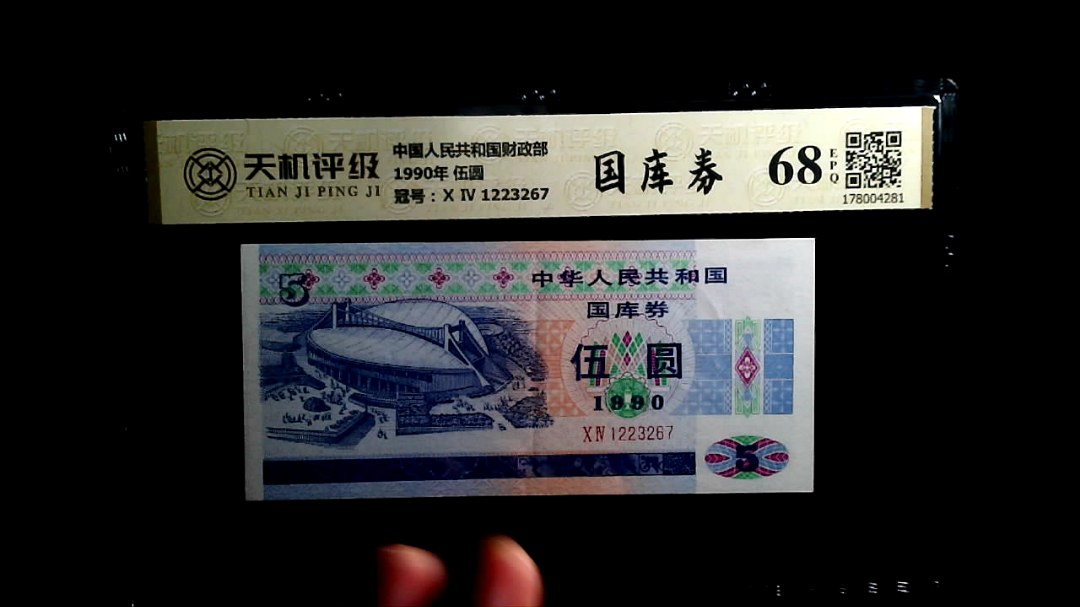 天机评级
TIAN JI PING JI
中国人民共和国财政部
1990年 伍圆
冠号：X Ⅳ 1223267
国库券
68
EPQ
178004281
5
中华人民共和国
国库券
伍圆
1990
XⅣ1223267
5